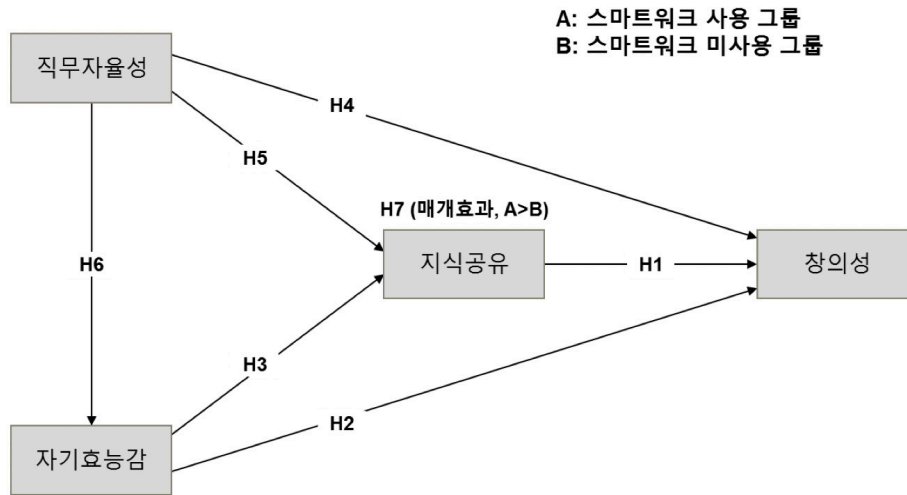 A: 스마트워크 사용 그룹
B: 스마트워크 미사용 그룹
직무자율성
H4
H5
H7 (매개효과, A>B)
H6
지식공유
H1
창의성
H3
H2
자기효능감